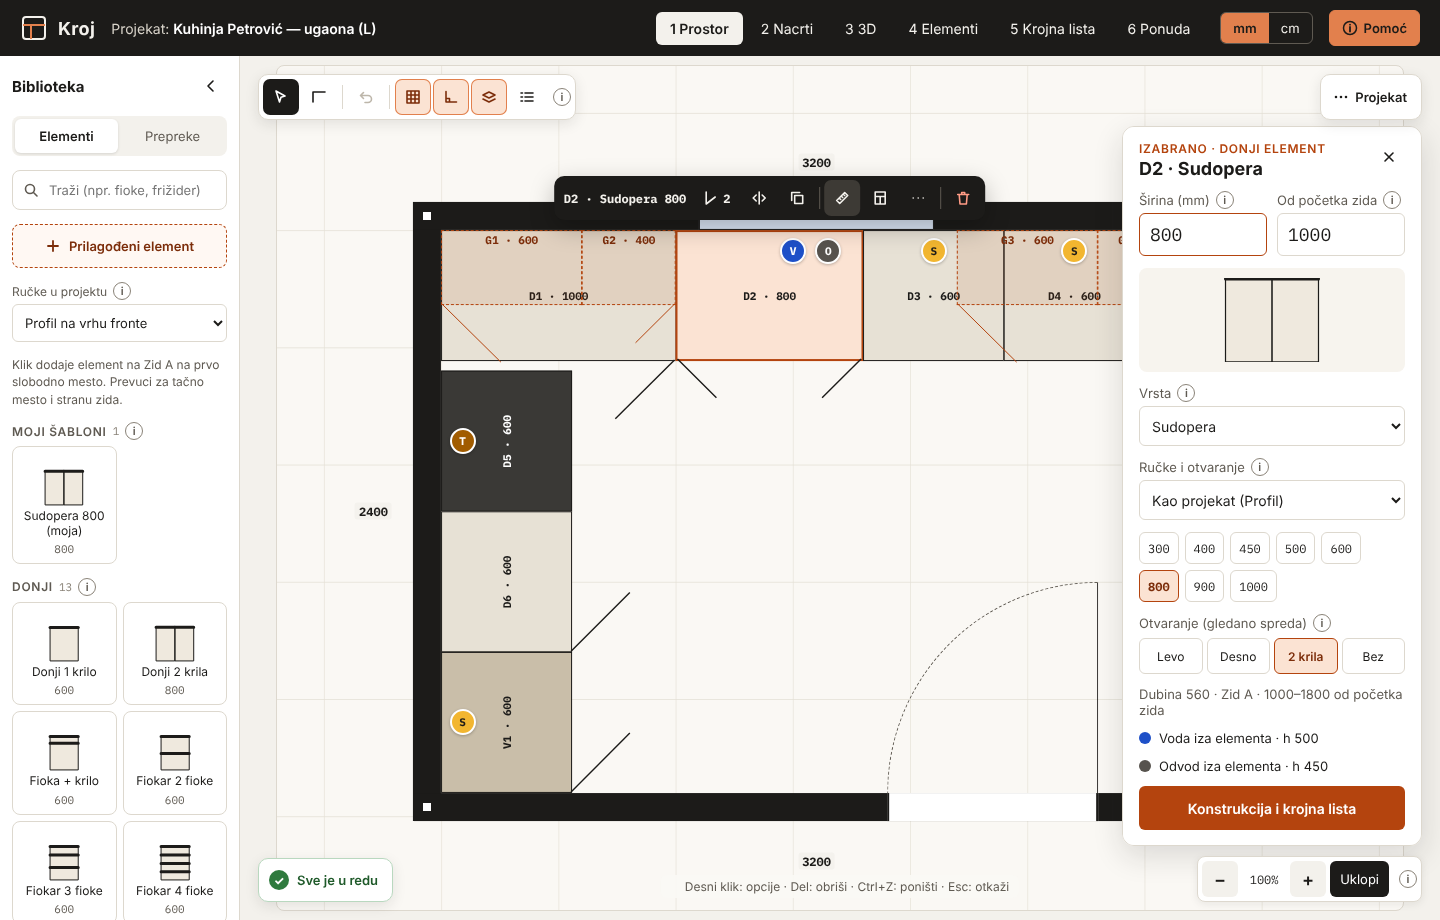 Kroj
Projekat: Kuhinja Petrović — ugaona (L)
1 Prostor
2 Nacrti
3 3D
4 Elementi
5 Krojna lista
6 Ponuda
mm
cm
Pomoć
Biblioteka
Elementi
Prepreke
Traži (npr. fioke, frižider)
Prilagođeni element
Ručke u projektu
Profil na vrhu fronte
Klik dodaje element na Zid A na prvo
slobodno mesto. Prevuci za tačno
mesto i stranu zida.
MOJI ŠABLONI 1
Sudopera 800
(moja)
800
DONJI 13
Donji 1 krilo
600
Donji 2 krila
800
Fioka + krilo
600
Fiokar 2 fioke
600
Fiokar 3 fioke
600
Fiokar 4 fioke
600
Projekat
3200
D2 · Sudopera 800
2
G1 · 600
G2 · 400
V
O
S
G3 · 600
S
D1 · 1000
D2 · 800
D3 · 600
D4 · 600
T
D5 · 600
2400
D6 · 600
S
V1 · 600
3200
Sve je u redu
Desni klik: opcije · Del: obriši · Ctrl+Z: poništi · Esc: otkaži
IZABRANO · DONJI ELEMENT
D2 · Sudopera
Širina (mm)
Od početka zida
800
1000
Vrsta
Sudopera
Ručke i otvaranje
Kao projekat (Profil)
300
400
450
500
600
800
900
1000
Otvaranje (gledano spreda)
Levo
Desno
2 krila
Bez
Dubina 560 · Zid A · 1000–1800 od početka
zida
Voda iza elementa · h 500
Odvod iza elementa · h 450
Konstrukcija i krojna lista
−
100%
+
Uklopi